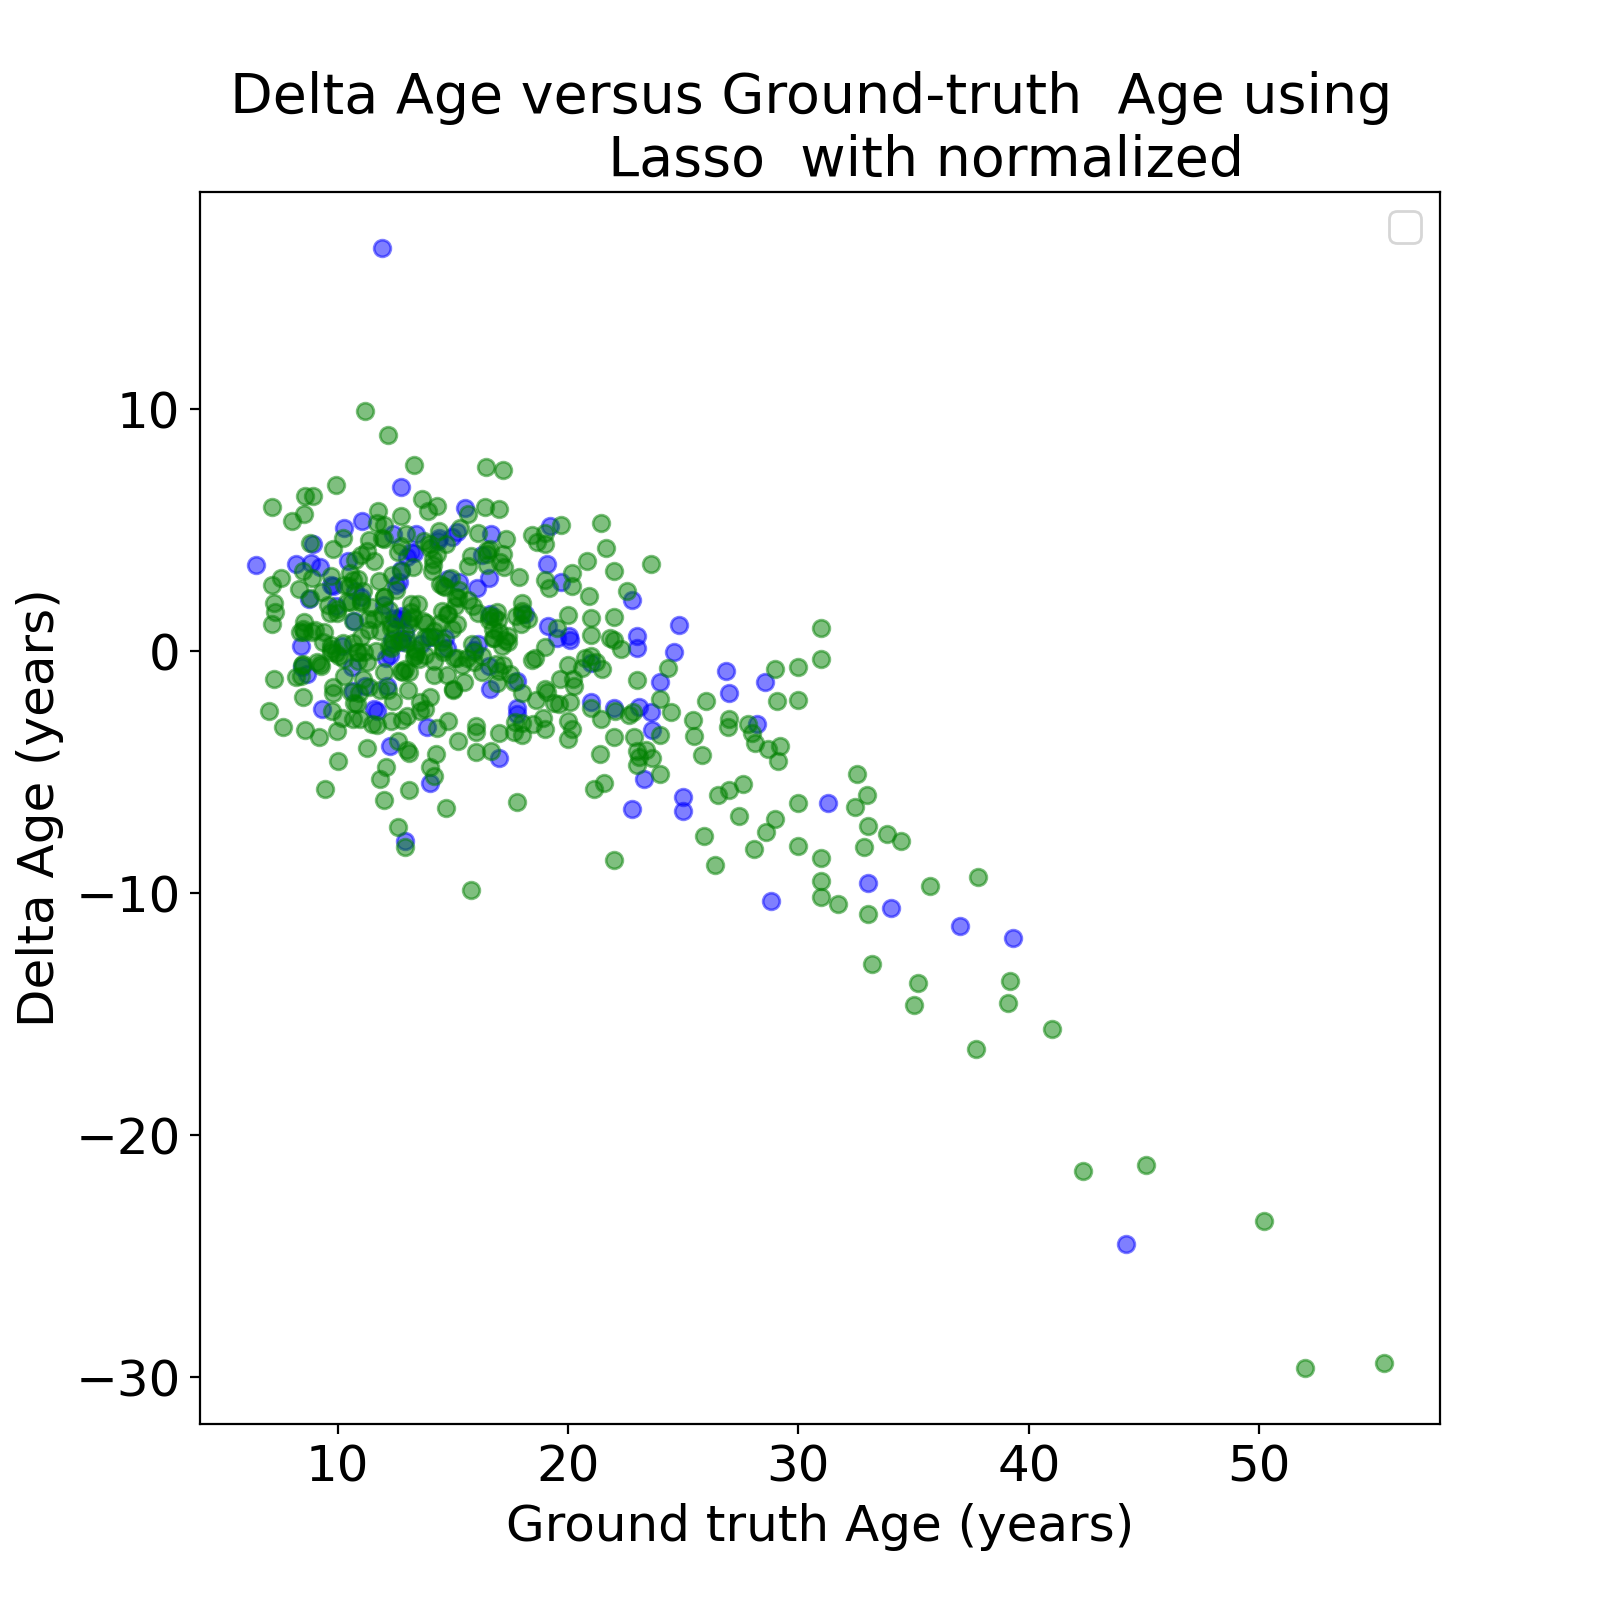 Delta Age versus Ground-truth  Age using
Lasso  with normalized
10
0
−10
−20
−30
Delta Age (years)
10 20 30 40 50
Ground truth Age (years)